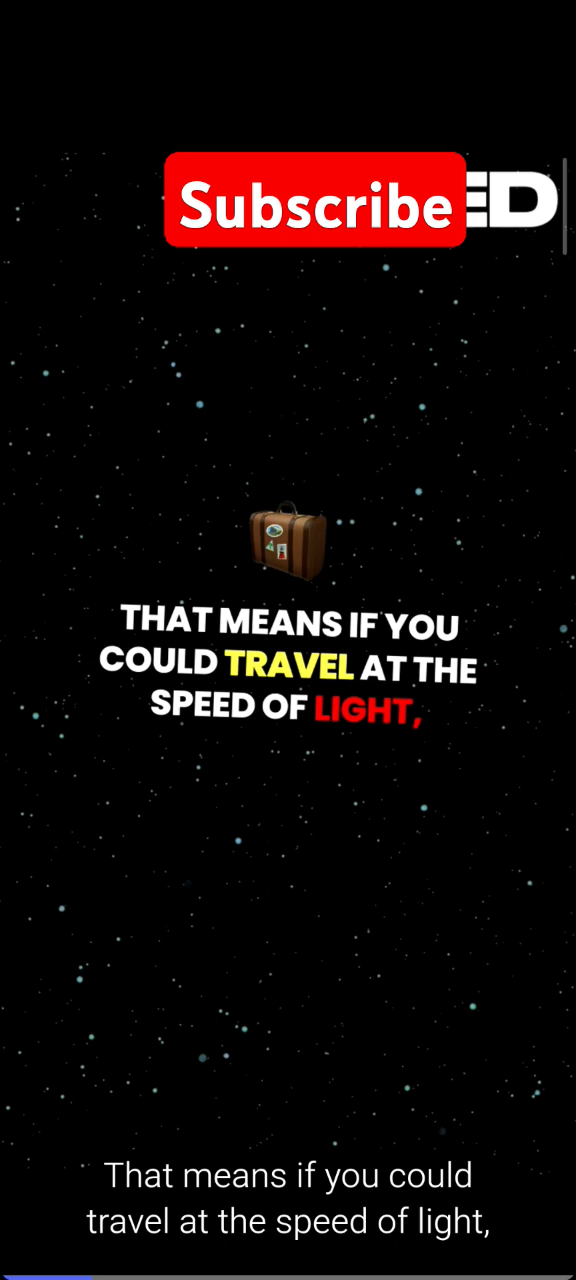 Subscribe
ED
THAT MEANS IF YOU
COULD TRAVEL AT THE
SPEED OF LIGHT,
That means if you could
travel at the speed of light,